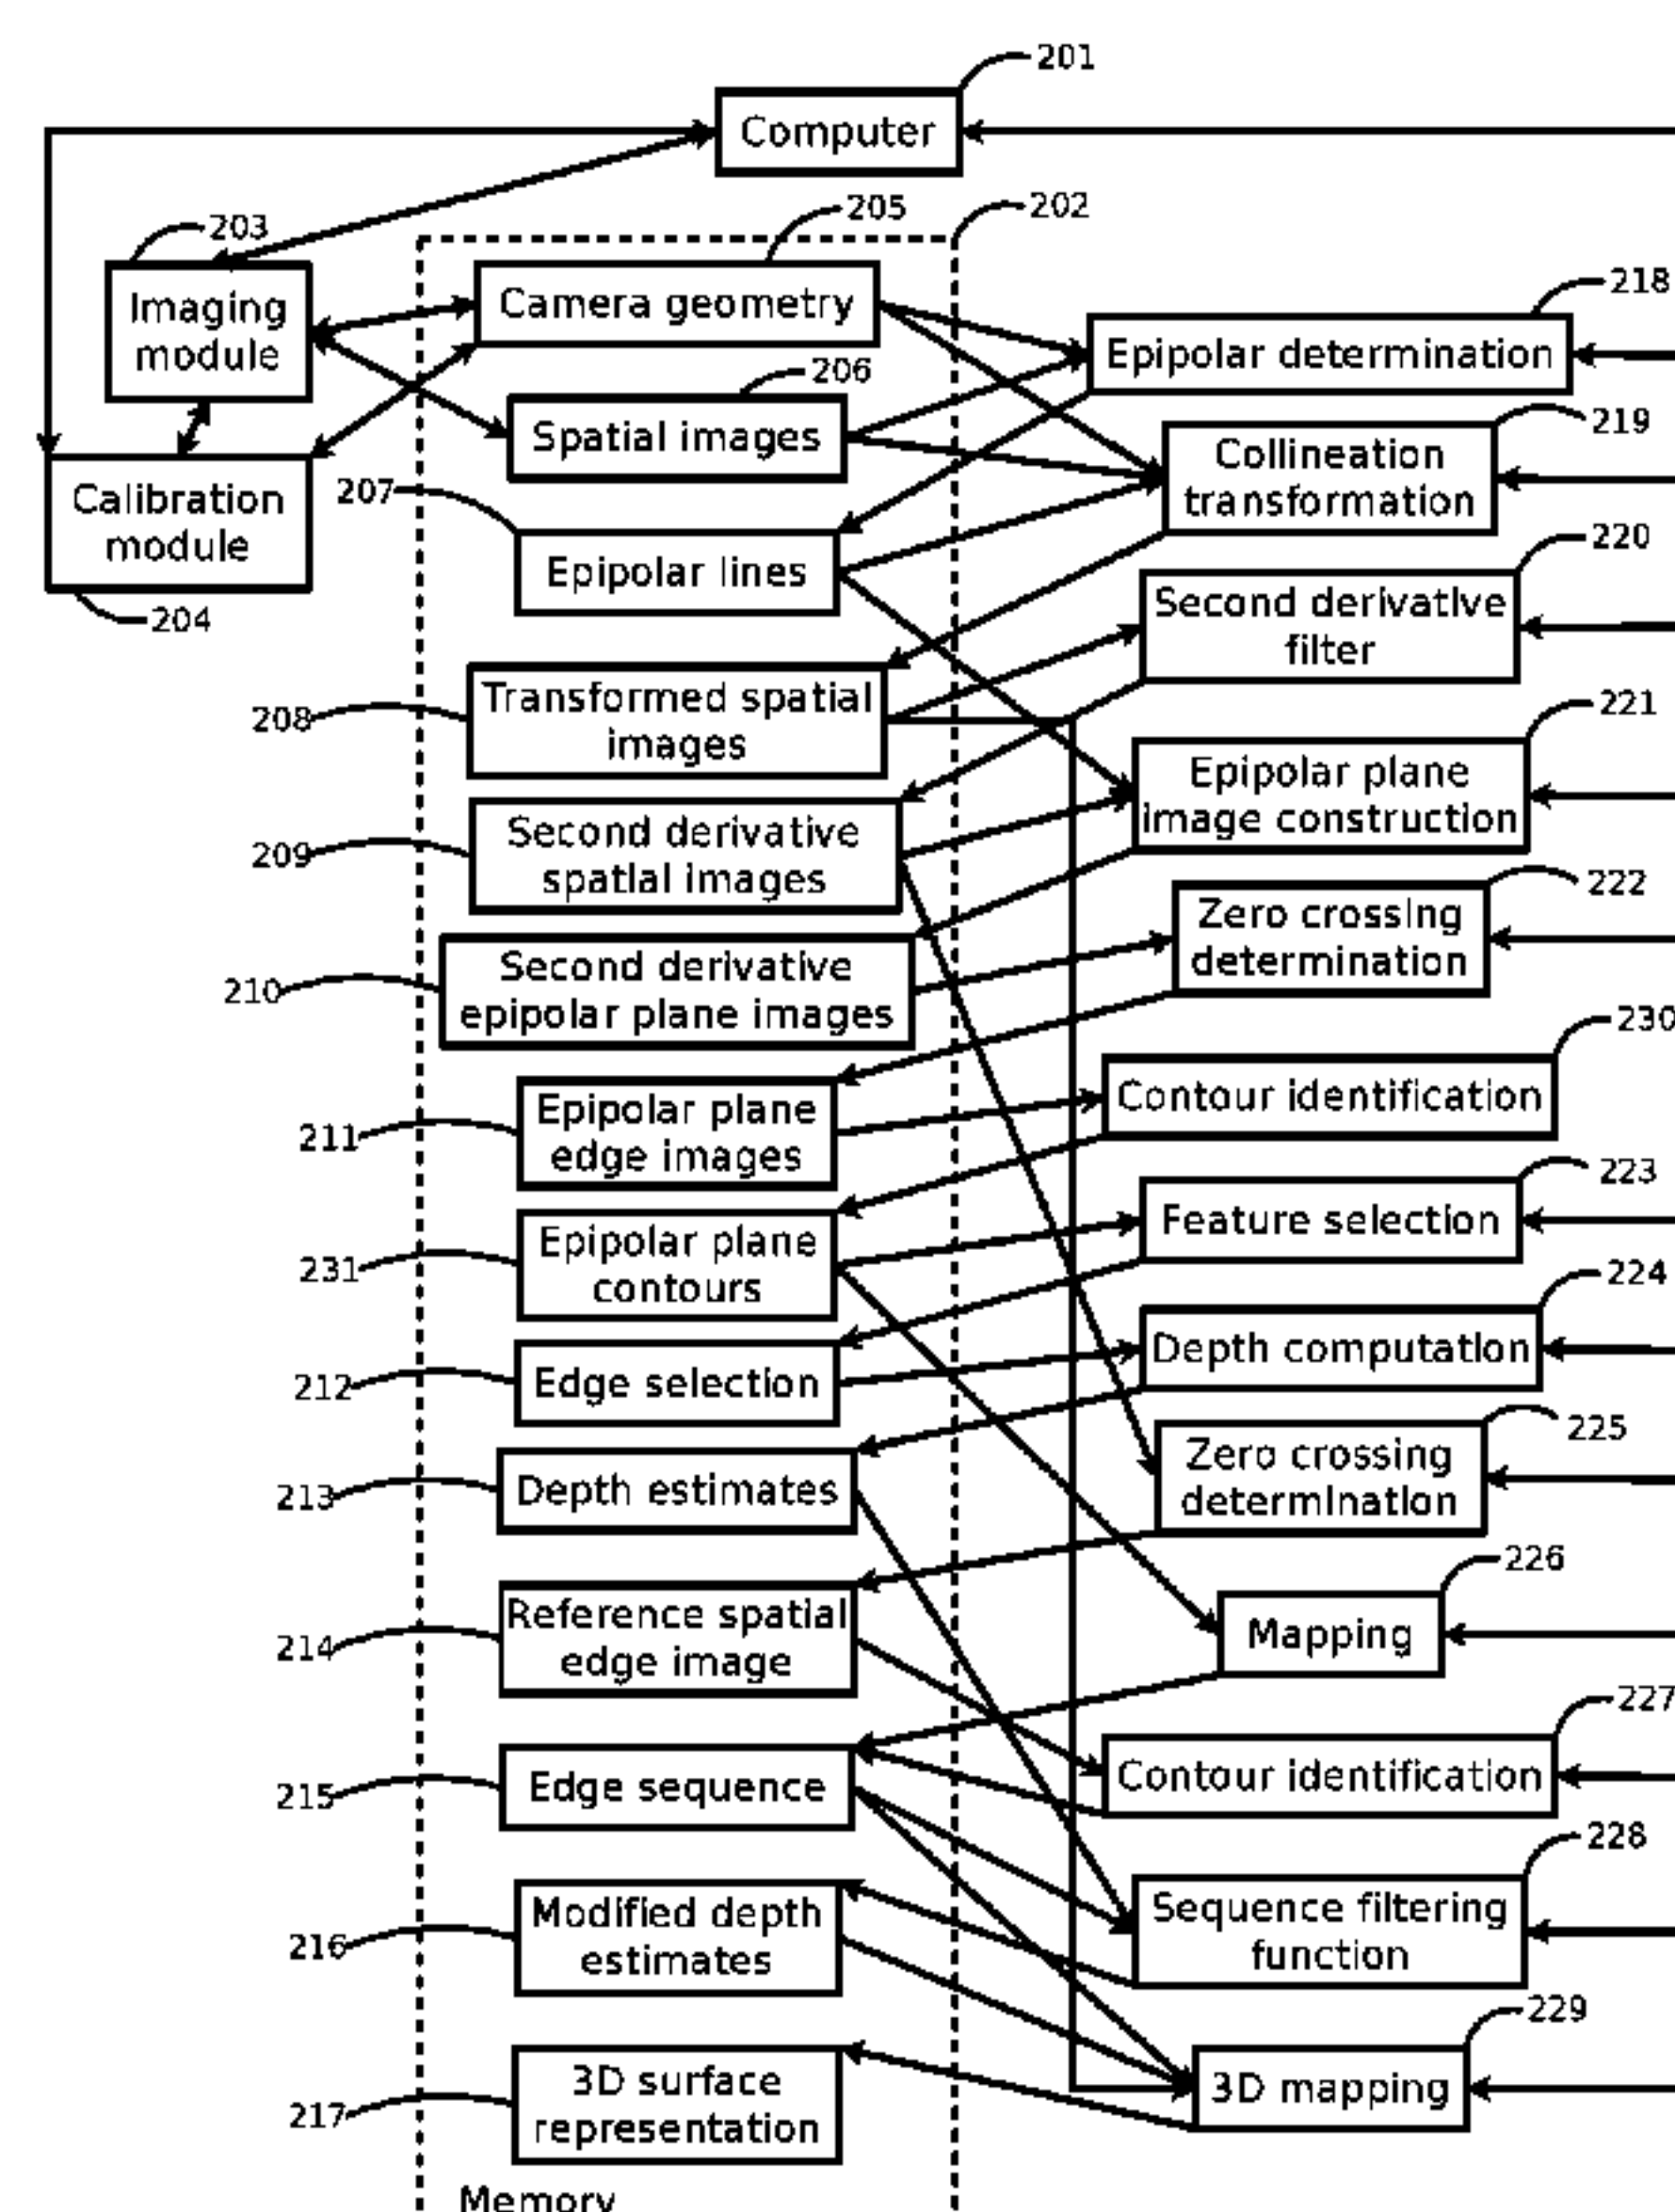 201
Computer
203
205
202
Imaging
module
Camera geometry
218
Epipolar determination
206
Spatial images
219
Collineation
transformation
Calibration
module
204
207
Epipolar lines
220
Second derivative
filter
208
Transformed spatial
images
221
Epipolar plane
image construction
209
Second derivative
spatial images
222
Zero crossing
determination
210
Second derivative
epipolar plane images
230
Contour identification
211
Epipolar plane
edge images
223
Feature selection
231
Epipolar plane
contours
224
Depth computation
212
Edge selection
225
Zero crossing
determination
213
Depth estimates
226
Mapping
214
Reference spatial
edge image
227
Contour identification
215
Edge sequence
228
Sequence filtering
function
216
Modified depth
estimates
229
3D mapping
217
3D surface
representation
Memory